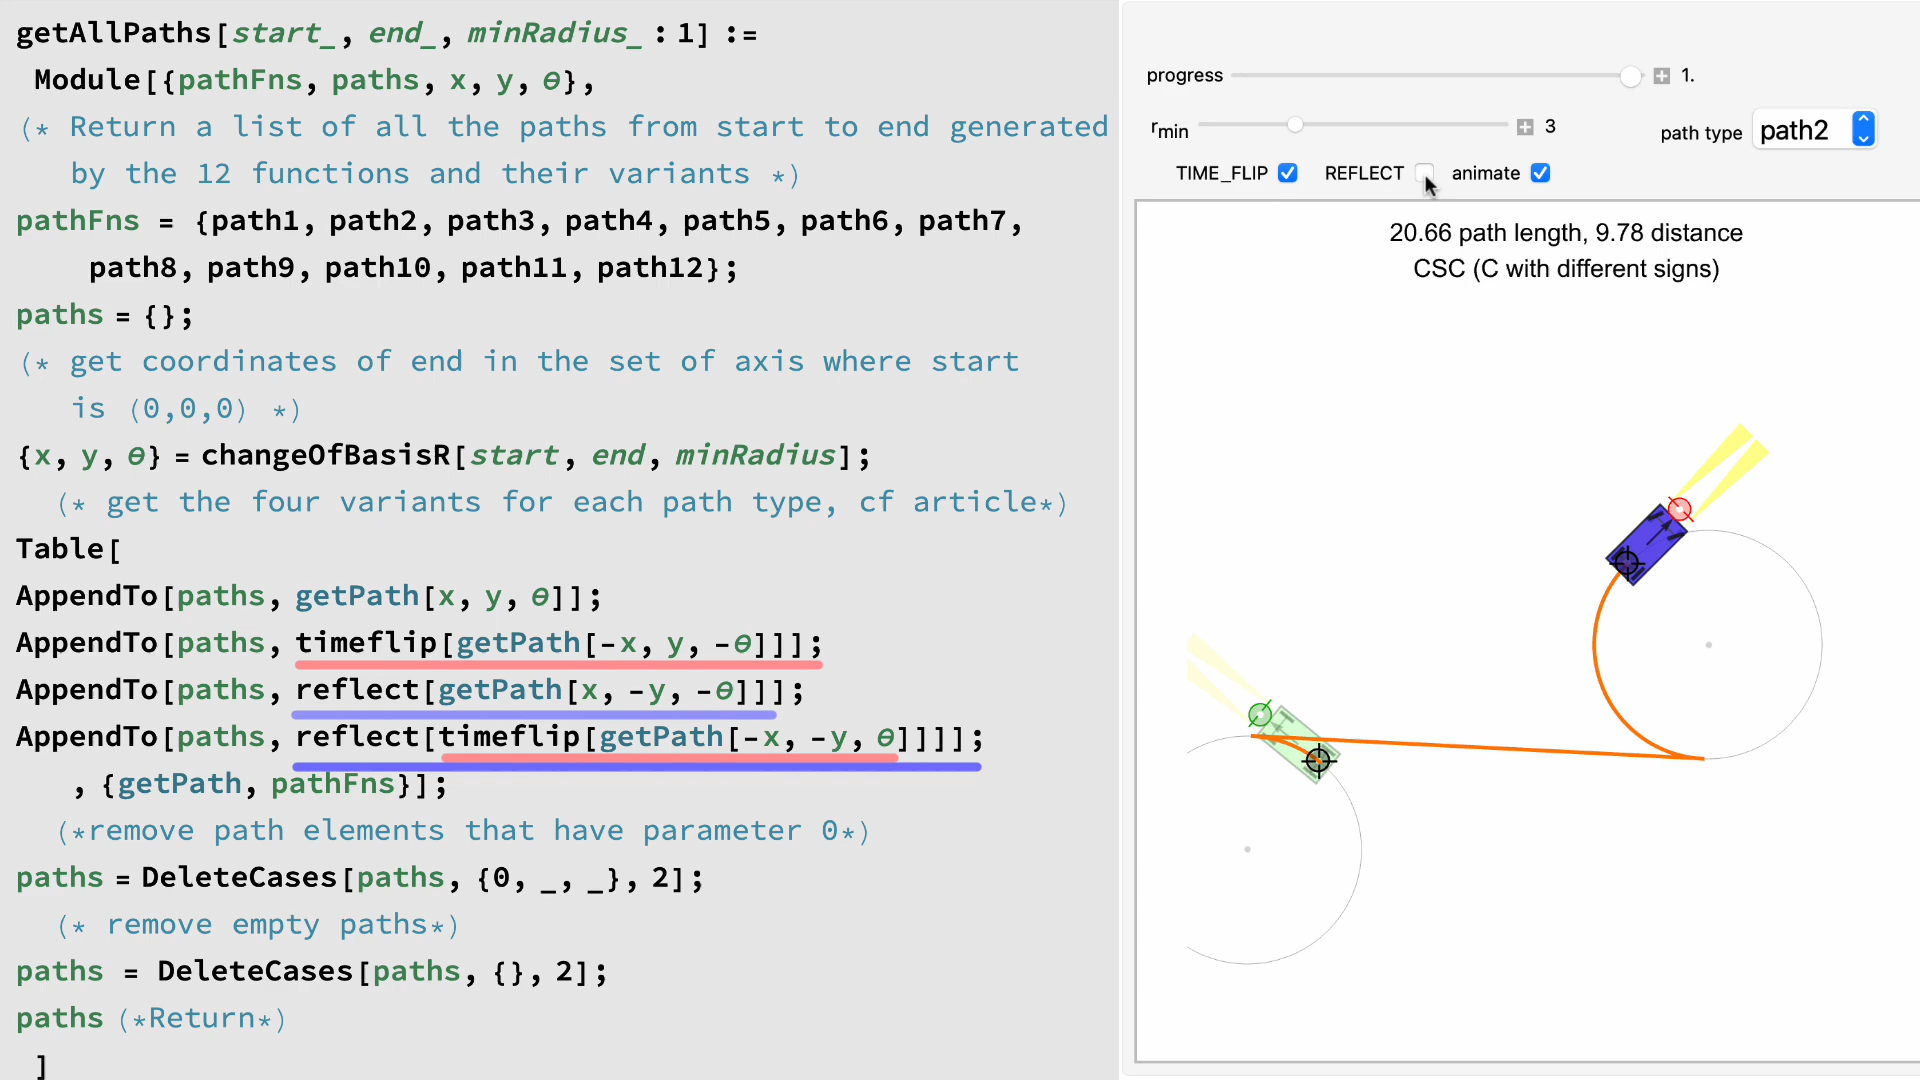 getAllPaths[start_, end_, minRadius_ : 1] :=
Module[{pathFns, paths, x, y, θ},
(* Return a list of all the paths from start to end generated
by the 12 functions and their variants *)
pathFns = {path1, path2, path3, path4, path5, path6, path7,
path8, path9, path10, path11, path12};
paths = {};
(* get coordinates of end in the set of axis where start
is (0,0,0) *)
{x, y, θ} = changeOfBasisR[start, end, minRadius];
(* get the four variants for each path type, cf article*)
Table[
AppendTo[paths, getPath[x, y, θ]];
AppendTo[paths, timeflip[getPath[-x, y, -θ]]];
AppendTo[paths, reflect[getPath[x, -y, -θ]]];
AppendTo[paths, reflect[timeflip[getPath[-x, -y, θ]]]];
, {getPath, pathFns}];
(*remove path elements that have parameter 0*)
paths = DeleteCases[paths, {0, _, _}, 2];
(* remove empty paths*)
paths = DeleteCases[paths, {}, 2];
paths (*Return*)
]
progress 1.
rmin 3
path type path2
TIME_FLIP REFLECT animate
20.66 path length, 9.78 distance
CSC (C with different signs)